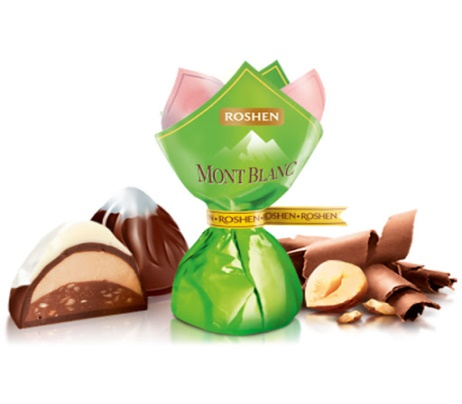 ROSHEN
MONT BLANC
N • ROSHEN • ROSHEN • ROSHEN